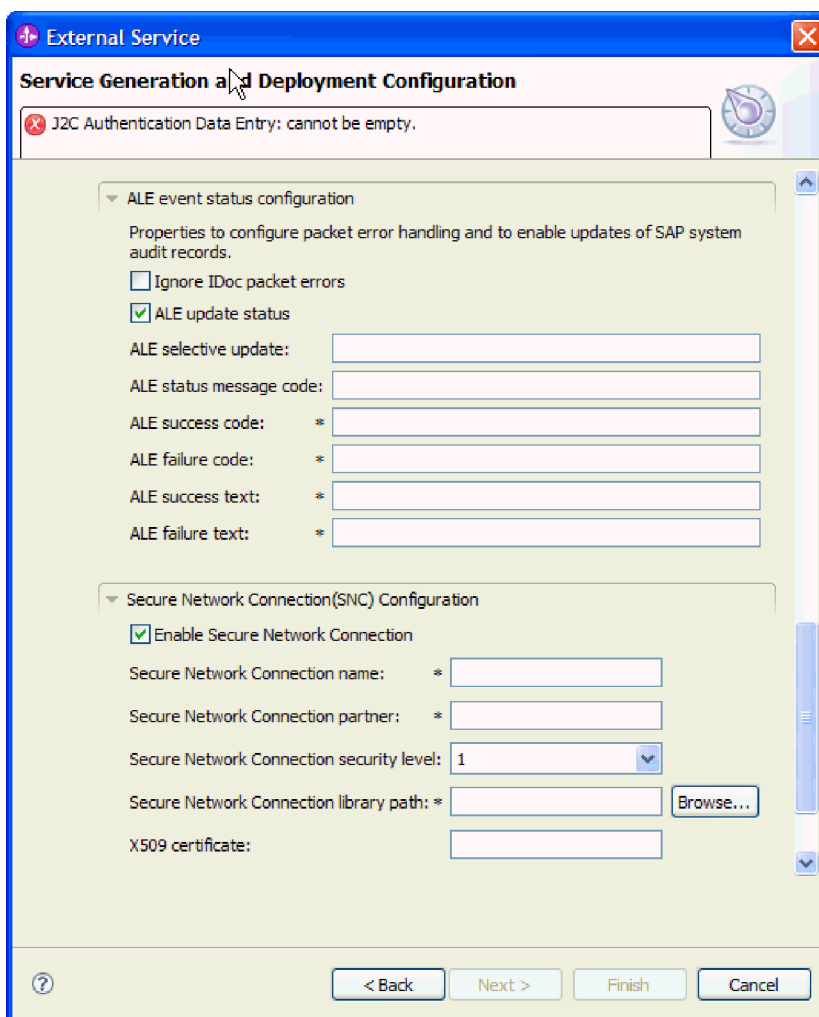 External Service
Service Generation and Deployment Configuration
J2C Authentication Data Entry: cannot be empty.
ALE event status configuration
Properties to configure packet error handling and to enable updates of SAP system
audit records.
Ignore IDoc packet errors
ALE update status
ALE selective update:
ALE status message code:
ALE success code: *
ALE failure code: *
ALE success text: *
ALE failure text: *
Secure Network Connection(SNC) Configuration
Enable Secure Network Connection
Secure Network Connection name: *
Secure Network Connection partner: *
Secure Network Connection security level: 1
Secure Network Connection library path: * Browse...
X509 certificate:
? < Back Next > Finish Cancel